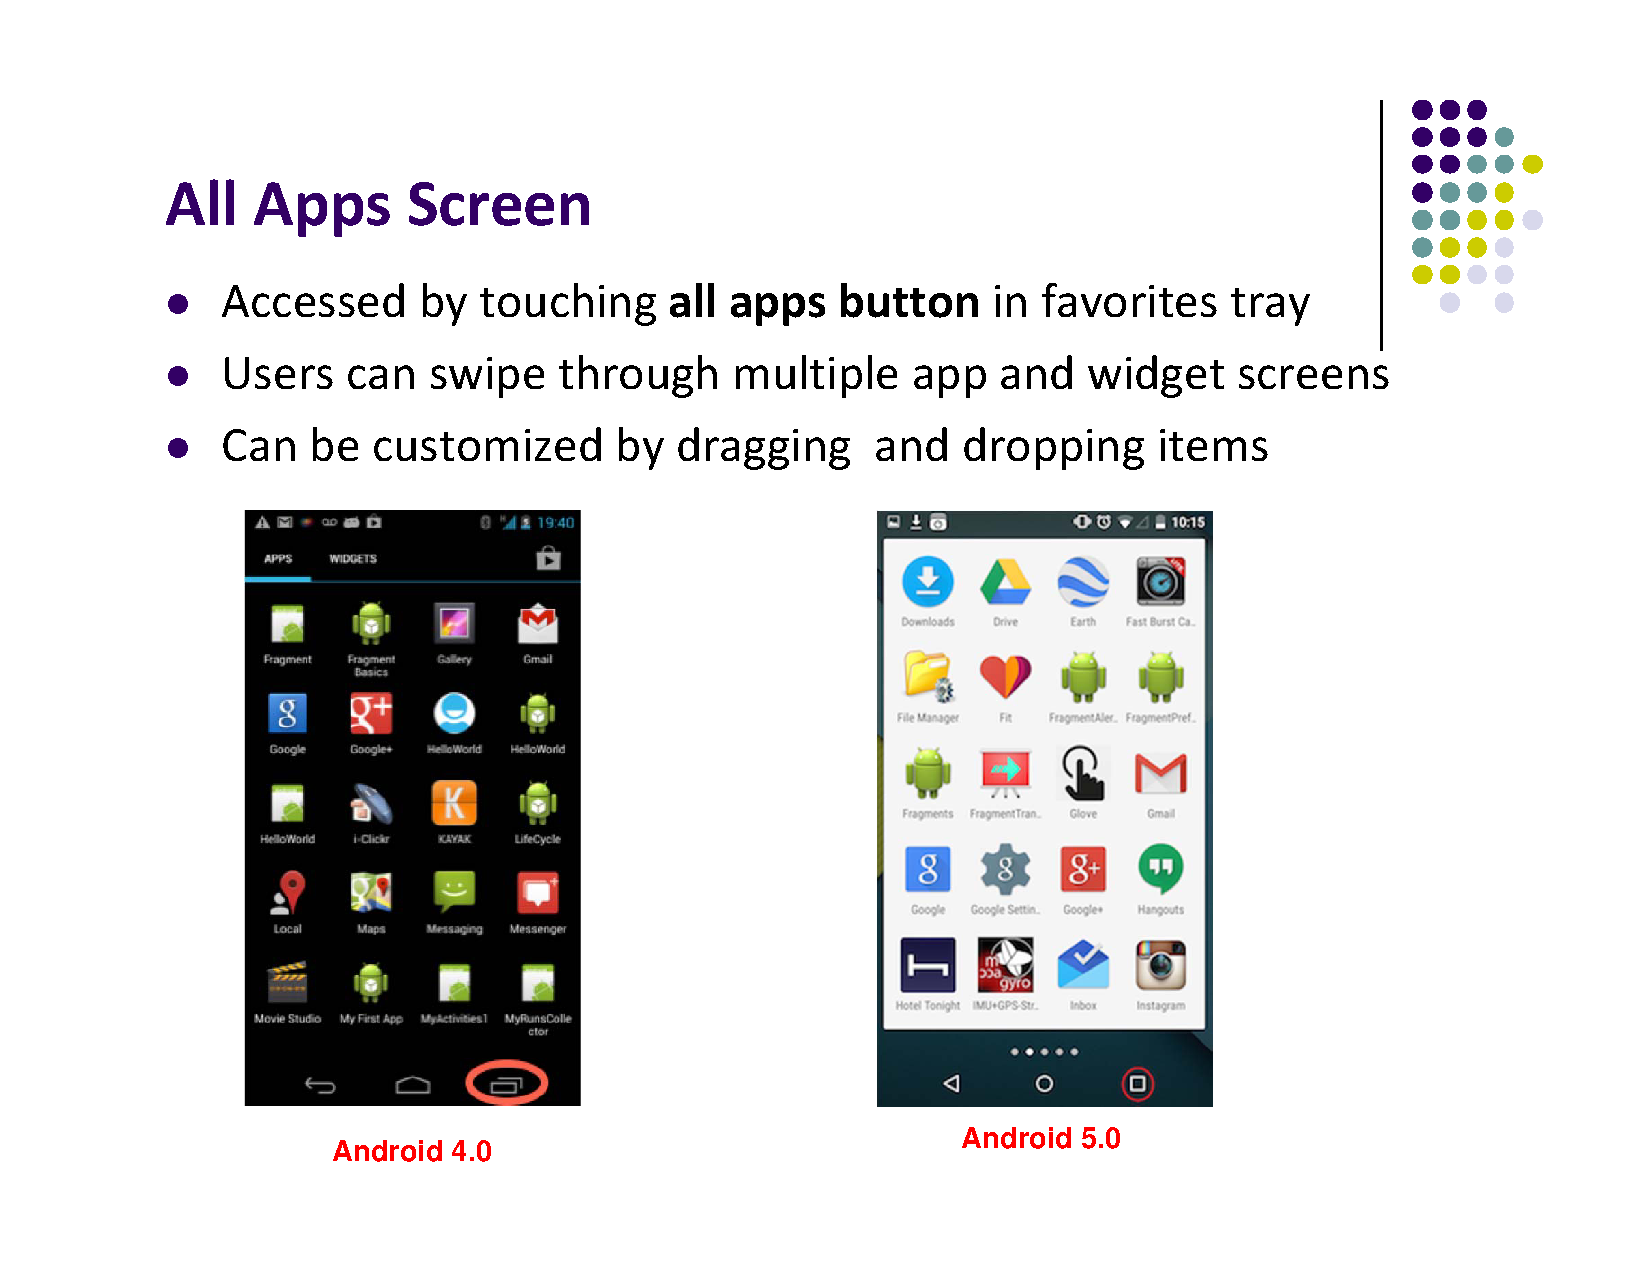 All Apps Screen
Accessed by touching all apps button in favorites tray
Users can swipe through multiple app and widget screens
Can be customized by dragging and dropping items
19:40
APPS WIDGETS
Fragment Fragment Basics Gallery Gmail
Google Google+ HelloWorld HelloWorld
HelloWorld i-Clickr KAYAK LifeCycle
Local Maps Messaging Messenger
Movie Studio My First App MyActivities1 MyRunsColle
ctor
Android 4.0
10:15
Downloads Drive Earth Fast Burst Ca..
File Manager Fit FragmentAler.. FragmentPref..
Fragments FragmentTran.. Glove Gmail
Google Google Settin.. Google+ Hangouts
gyro
Hotel Tonight IMU+GPS-Str.. Inbox Instagram
Android 5.0